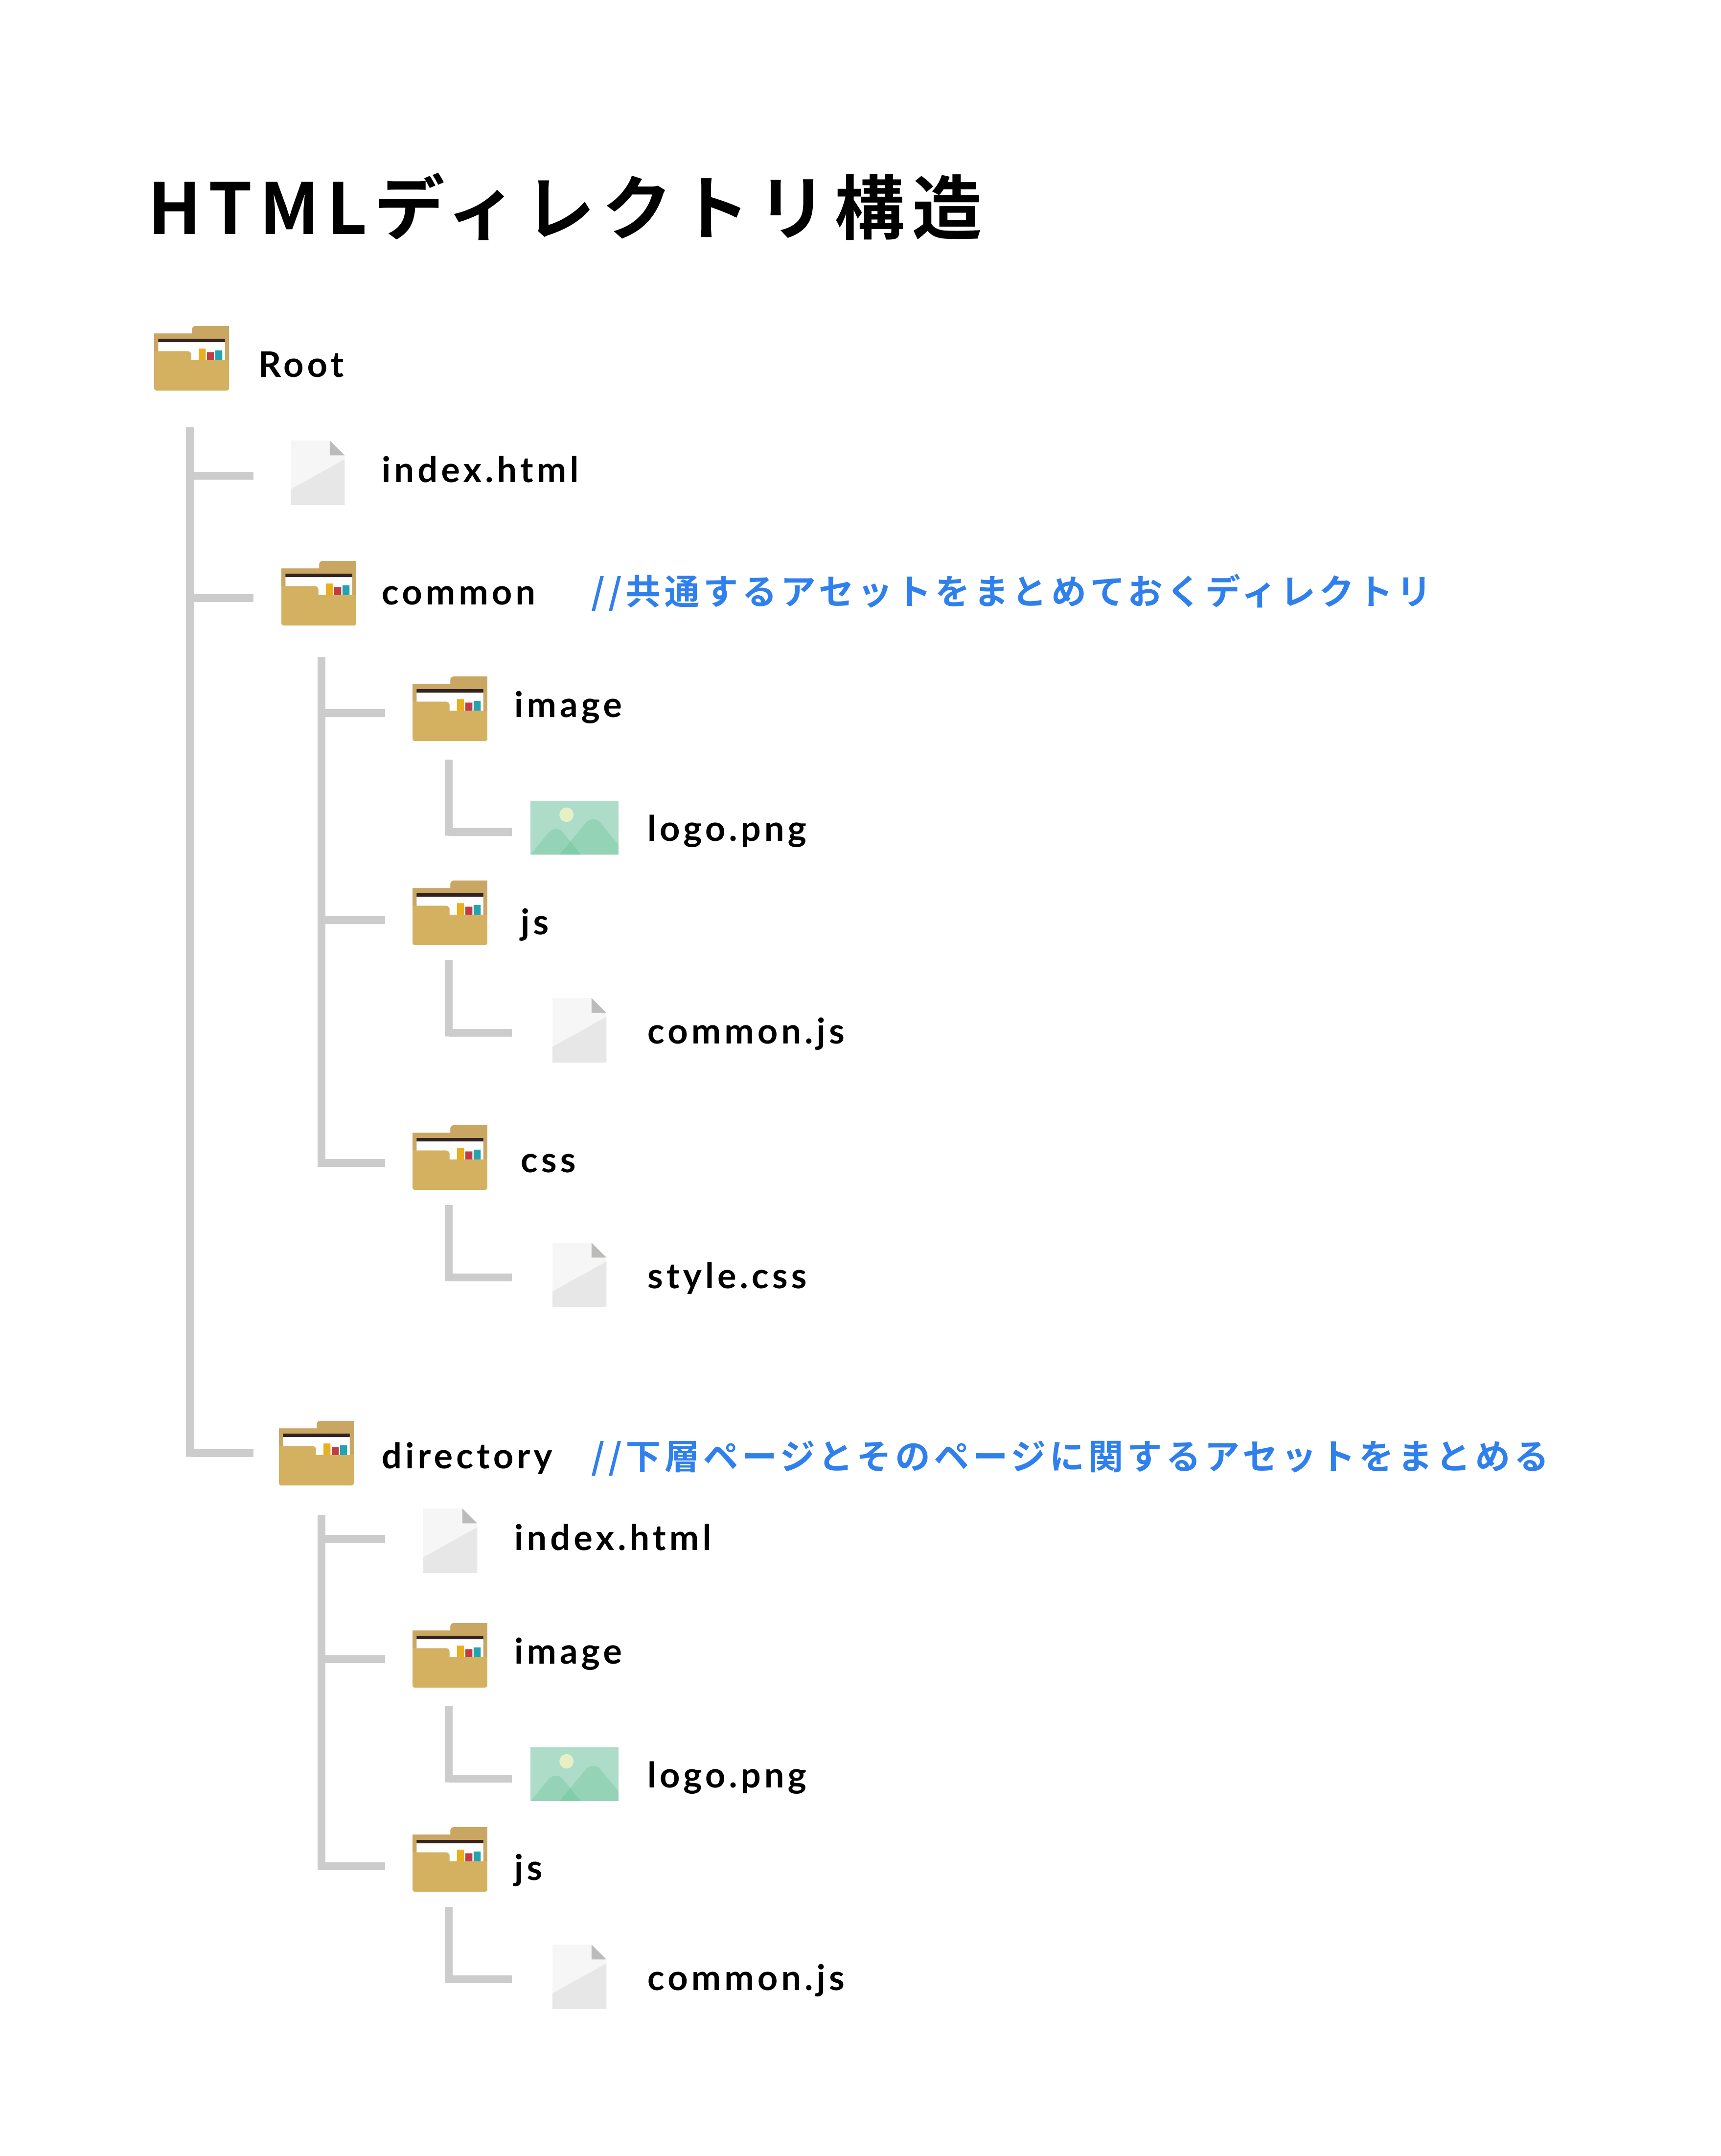 HTMLディレクトリ構造
Root
index.html
common //共通するアセットをまとめておくディレクトリ
image
logo.png
js
common.js
css
style.css
directory //下層ページとそのページに関するアセットをまとめる
index.html
image
logo.png
js
common.js